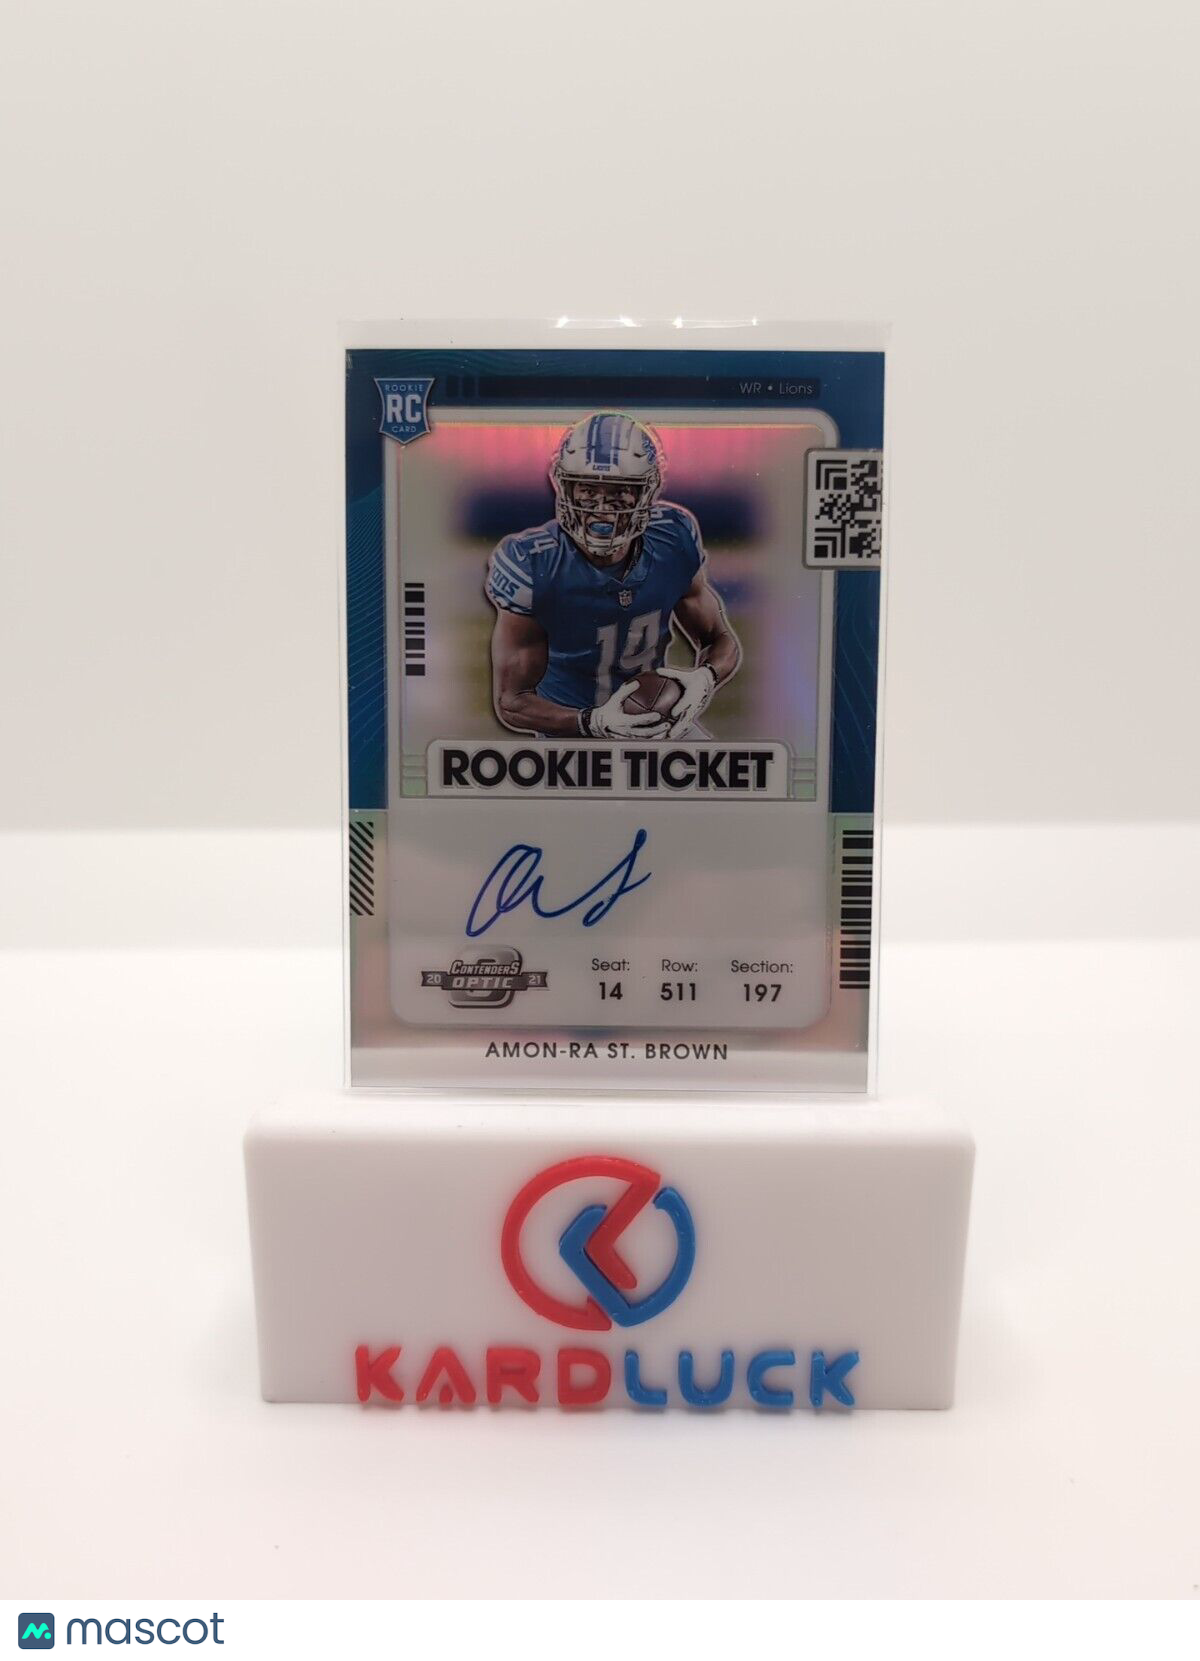 ROOKIE
RC
CARD
WR • Lions
LIONS
14
14
ROOKIE TICKET
20 CONTENDERS OPTIC 21
Seat: Row: Section:
14 511 197
AMON-RA ST. BROWN
KARDLUCK
mascot